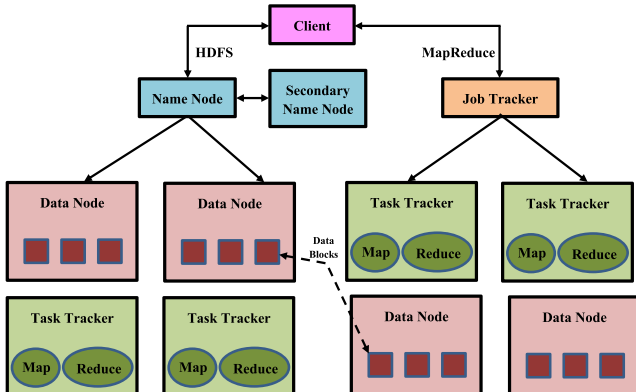 Client
HDFS
MapReduce
Name Node
Secondary
Name Node
Job Tracker
Data Node
Data Node
Task Tracker
Map
Reduce
Task Tracker
Map
Reduce
Data
Blocks
Task Tracker
Map
Reduce
Task Tracker
Map
Reduce
Data Node
Data Node